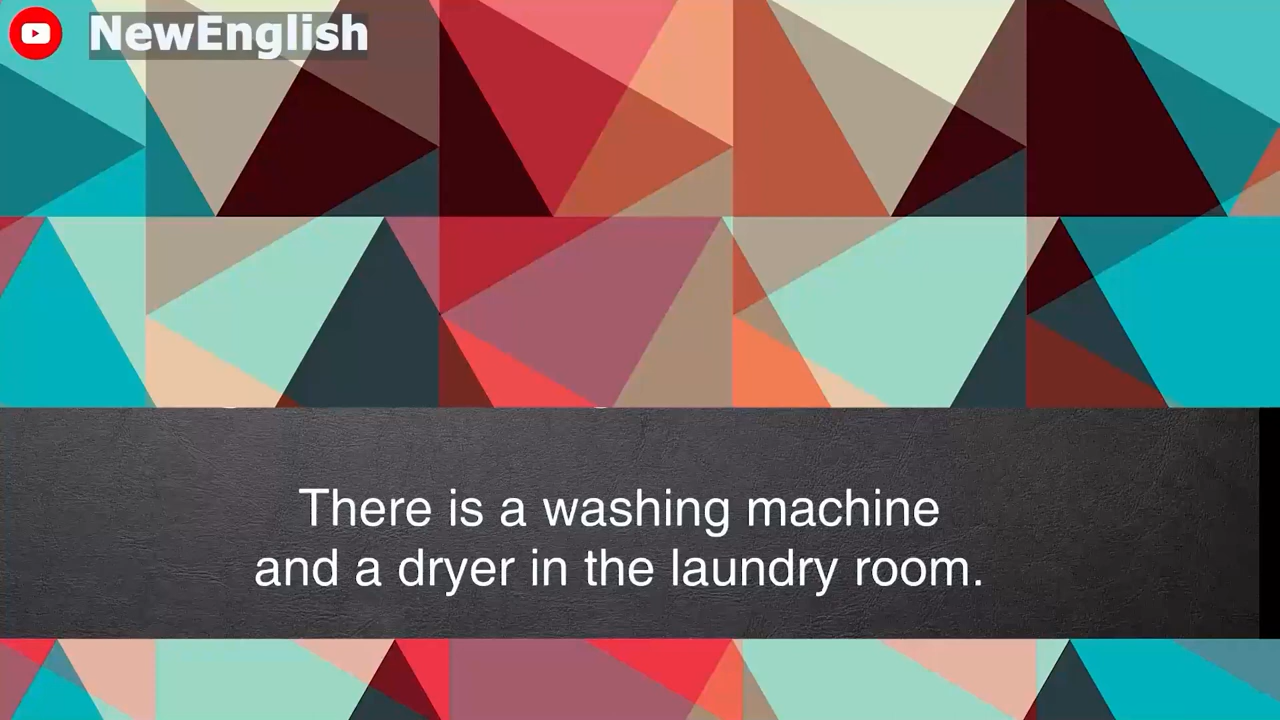 NewEnglish
There is a washing machine
and a dryer in the laundry room.